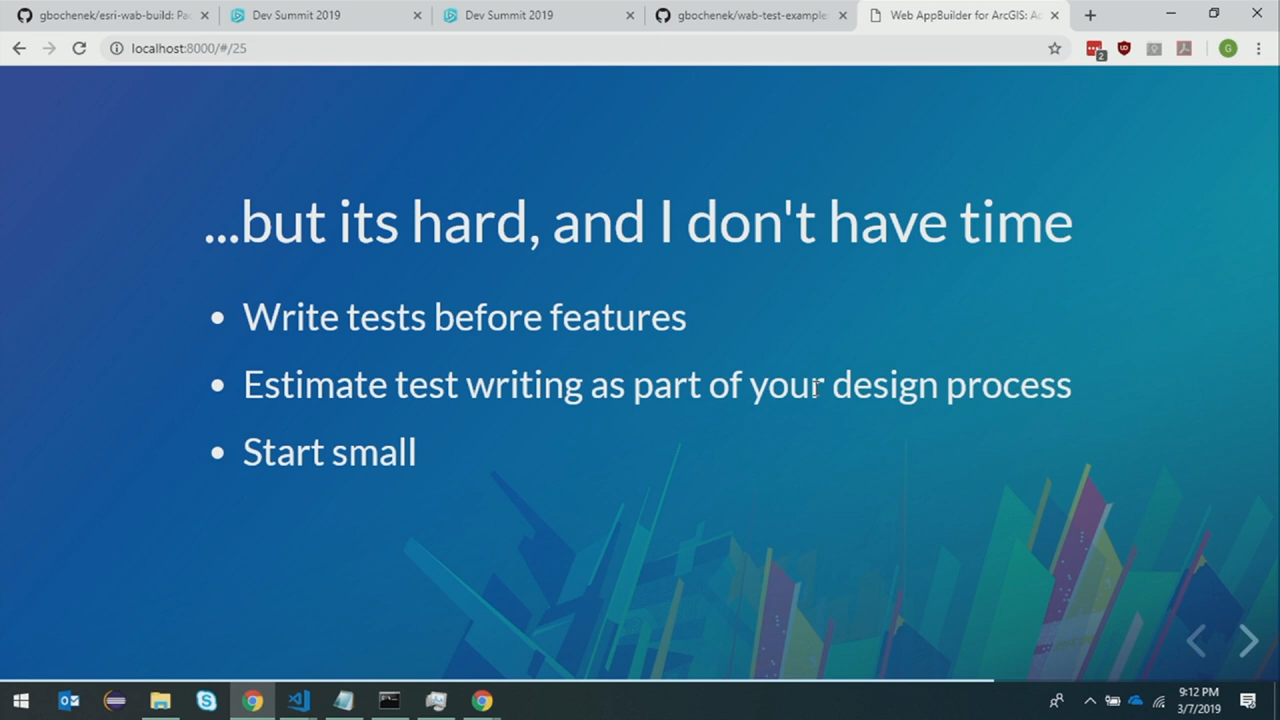 gbochenek/esri-wab-build: Pac
Dev Summit 2019
Dev Summit 2019
gbochenek/wab-test-example
Web AppBuilder for ArcGIS: A
localhost:8000/#/25
2
G
...but its hard, and I don't have time
• Write tests before features
• Estimate test writing as part of your design process
• Start small
9:12 PM
3/7/2019